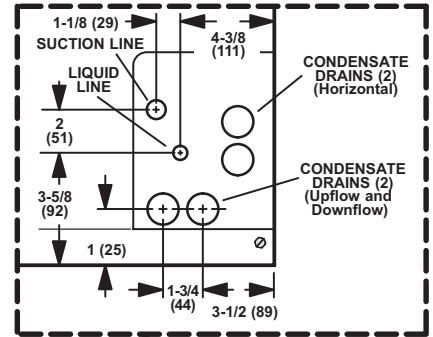 1-1/8 (29)
4-3/8
(111)
SUCTION LINE
LIQUID
LINE
CONDENSATE
DRAINS (2)
(Horizontal)
2
(51)
3-5/8
(92)
CONDENSATE
DRAINS (2)
(Upflow and
Downflow)
1 (25)
1-3/4
(44)
3-1/2 (89)